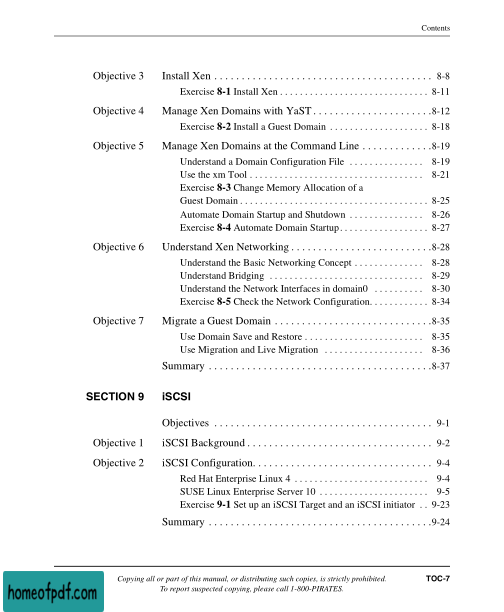 Contents
Objective 3 Install Xen . . . . . . . . . . . . . . . . . . . . . . . . . . . . . . . . . . . . . . . . 8-8
Exercise 8-1 Install Xen . . . . . . . . . . . . . . . . . . . . . . . . . . . . . . 8-11
Objective 4 Manage Xen Domains with YaST . . . . . . . . . . . . . . . . . . . . . .8-12
Exercise 8-2 Install a Guest Domain . . . . . . . . . . . . . . . . . . . . 8-18
Objective 5 Manage Xen Domains at the Command Line . . . . . . . . . . . . .8-19
Understand a Domain Configuration File . . . . . . . . . . . . . . . 8-19
Use the xm Tool . . . . . . . . . . . . . . . . . . . . . . . . . . . . . . . . . . . 8-21
Exercise 8-3 Change Memory Allocation of a
Guest Domain . . . . . . . . . . . . . . . . . . . . . . . . . . . . . . . . . . . . . . 8-25
Automate Domain Startup and Shutdown . . . . . . . . . . . . . . . 8-26
Exercise 8-4 Automate Domain Startup. . . . . . . . . . . . . . . . . . 8-27
Objective 6 Understand Xen Networking . . . . . . . . . . . . . . . . . . . . . . . . . .8-28
Understand the Basic Networking Concept . . . . . . . . . . . . . . 8-28
Understand Bridging . . . . . . . . . . . . . . . . . . . . . . . . . . . . . . . 8-29
Understand the Network Interfaces in domain0 . . . . . . . . . . 8-30
Exercise 8-5 Check the Network Configuration. . . . . . . . . . . . 8-34
Objective 7 Migrate a Guest Domain . . . . . . . . . . . . . . . . . . . . . . . . . . . . .8-35
Use Domain Save and Restore . . . . . . . . . . . . . . . . . . . . . . . . 8-35
Use Migration and Live Migration . . . . . . . . . . . . . . . . . . . . 8-36
Summary . . . . . . . . . . . . . . . . . . . . . . . . . . . . . . . . . . . . . . . . .8-37
SECTION 9 iSCSI
Objectives . . . . . . . . . . . . . . . . . . . . . . . . . . . . . . . . . . . . . . . . 9-1
Objective 1 iSCSI Background . . . . . . . . . . . . . . . . . . . . . . . . . . . . . . . . . . 9-2
Objective 2 iSCSI Configuration. . . . . . . . . . . . . . . . . . . . . . . . . . . . . . . . . 9-4
Red Hat Enterprise Linux 4 . . . . . . . . . . . . . . . . . . . . . . . . . . . 9-4
SUSE Linux Enterprise Server 10 . . . . . . . . . . . . . . . . . . . . . . 9-5
Exercise 9-1 Set up an iSCSI Target and an iSCSI initiator . . 9-23
Summary . . . . . . . . . . . . . . . . . . . . . . . . . . . . . . . . . . . . . . . . .9-24
Copying all or part of this manual, or distributing such copies, is strictly prohibited. TOC-7
To report suspected copying, please call 1-800-PIRATES.
homeofpdf.com